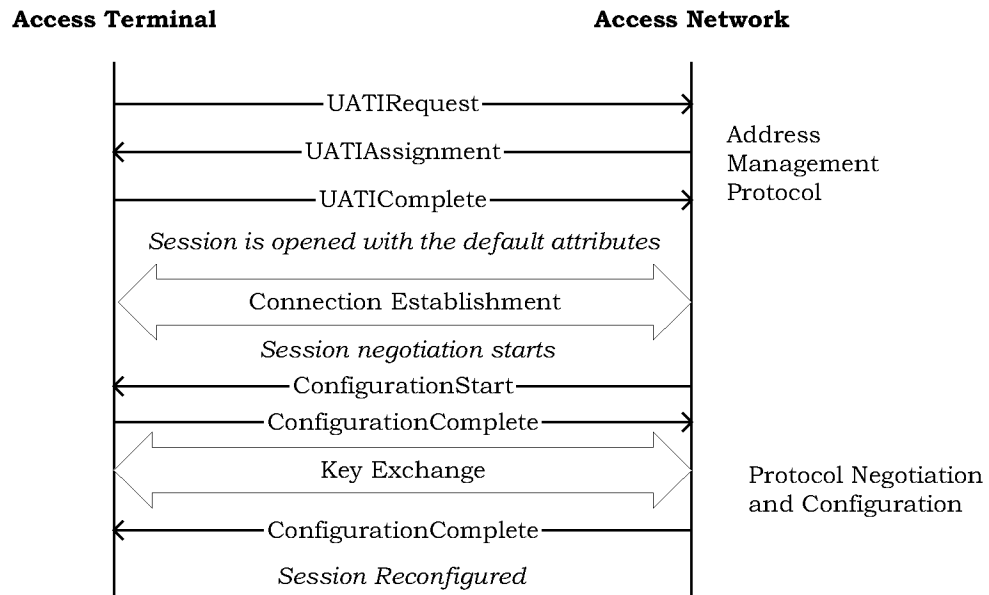 Access Terminal
Access Network
UATIRequest
UATIAssignment
UATIComplete
Address
Management
Protocol
Session is opened with the default attributes
Connection Establishment
Session negotiation starts
ConfigurationStart
ConfigurationComplete
Key Exchange
Protocol Negotiation
and Configuration
ConfigurationComplete
Session Reconfigured